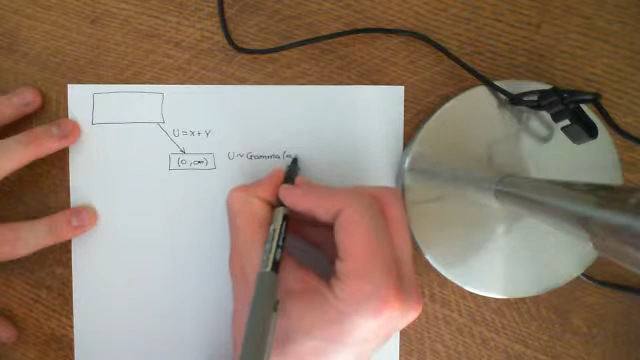 U = X + Y
(0, ∞)
U ~ Gamma(a